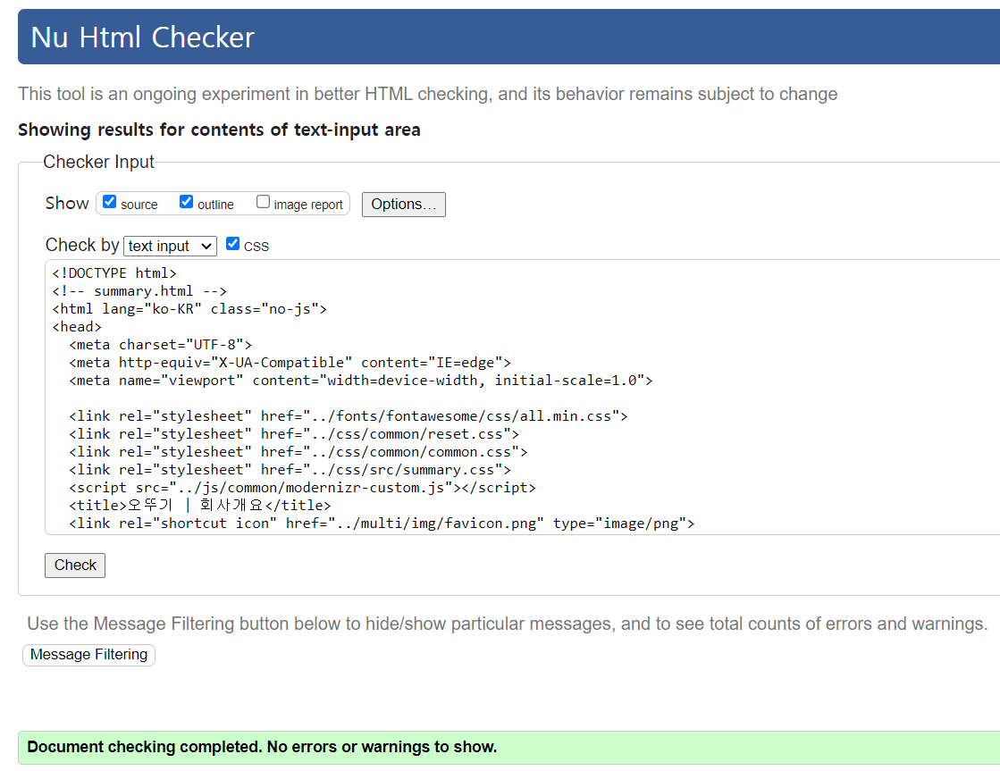 Nu Html Checker
This tool is an ongoing experiment in better HTML checking, and its behavior remains subject to change
Showing results for contents of text-input area
Checker Input
Show source outline image report Options...
Check by text input CSS
<!DOCTYPE html>
<!-- summary.html -->
<html lang="ko-KR" class="no-js">
<head>
  <meta charset="UTF-8">
  <meta http-equiv="X-UA-Compatible" content="IE=edge">
  <meta name="viewport" content="width=device-width, initial-scale=1.0">
  <link rel="stylesheet" href="../fonts/fontawesome/css/all.min.css">
  <link rel="stylesheet" href="../css/common/reset.css">
  <link rel="stylesheet" href="../css/common/common.css">
  <link rel="stylesheet" href="../css/src/summary.css">
  <script src="../js/common/modernizr-custom.js"></script>
  <title>오뚜기 | 회사개요</title>
  <link rel="shortcut icon" href="../multi/img/favicon.png" type="image/png">
Check
Use the Message Filtering button below to hide/show particular messages, and to see total counts of errors and warnings.
Message Filtering
Document checking completed. No errors or warnings to show.